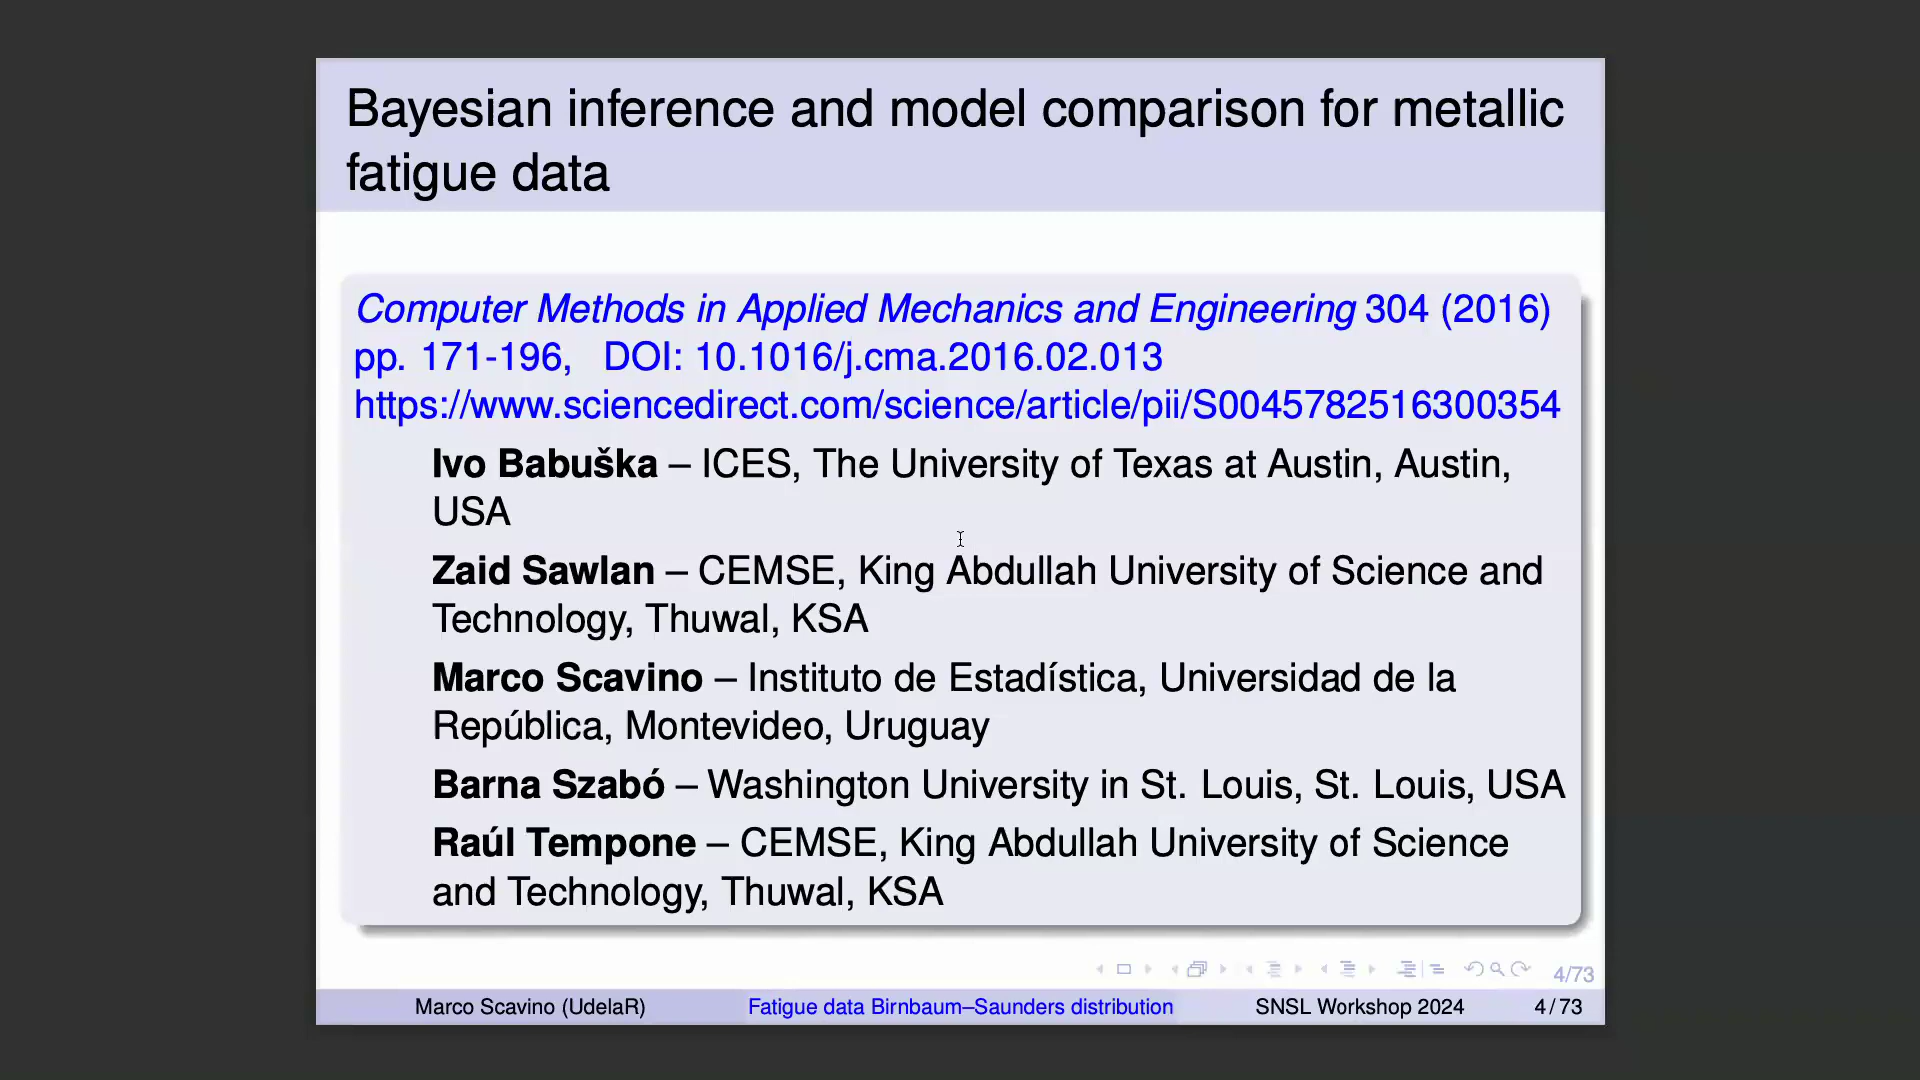 Bayesian inference and model comparison for metallic
fatigue data
Computer Methods in Applied Mechanics and Engineering 304 (2016)
pp. 171-196, DOI: 10.1016/j.cma.2016.02.013
https://www.sciencedirect.com/science/article/pii/S0045782516300354
Ivo Babuška – ICES, The University of Texas at Austin, Austin,
USA
Zaid Sawlan – CEMSE, King Abdullah University of Science and
Technology, Thuwal, KSA
Marco Scavino – Instituto de Estadística, Universidad de la
República, Montevideo, Uruguay
Barna Szabó – Washington University in St. Louis, St. Louis, USA
Raúl Tempone – CEMSE, King Abdullah University of Science
and Technology, Thuwal, KSA
4/73
Marco Scavino (UdelaR) Fatigue data Birnbaum–Saunders distribution SNSL Workshop 2024 4 / 73